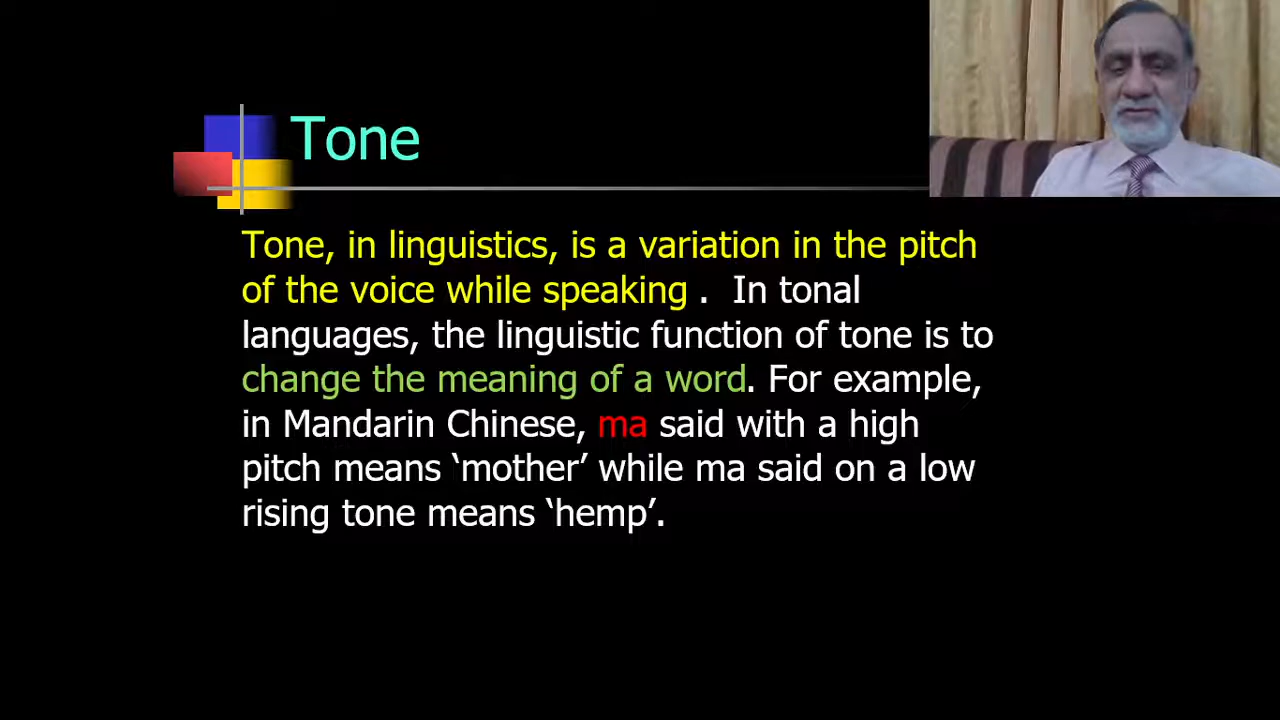 Tone
Tone, in linguistics, is a variation in the pitch
of the voice while speaking .  In tonal
languages, the linguistic function of tone is to
change the meaning of a word. For example,
in Mandarin Chinese, ma said with a high
pitch means ‘mother’ while ma said on a low
rising tone means ‘hemp’.